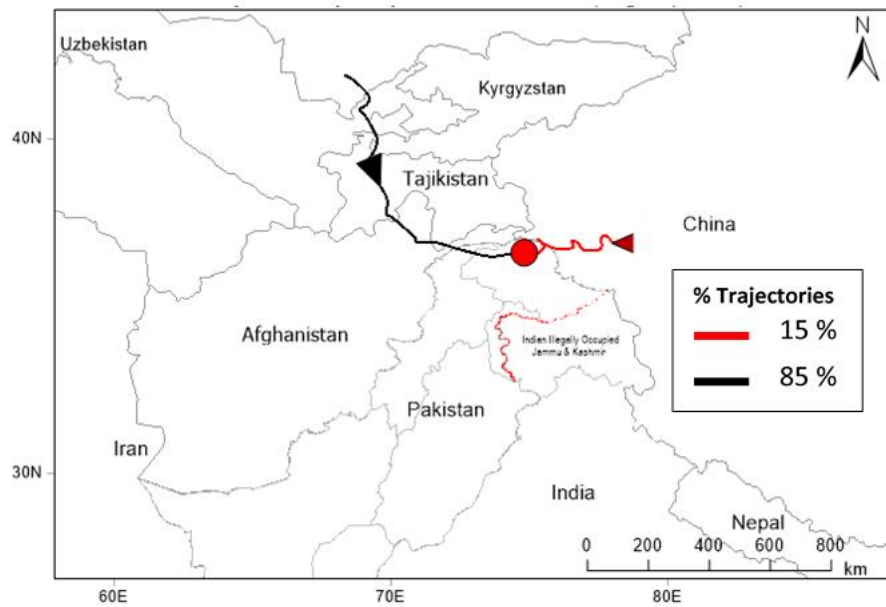 Uzbekistan
N
Kyrgyzstan
40N
Tajikistan
China
% Trajectories
15 %
85 %
Afghanistan
Indian Illegally Occupied
Jammu & Kashmir
Pakistan
Iran
30N
India
Nepal
0 200 400 600 800
km
60E 70E 80E